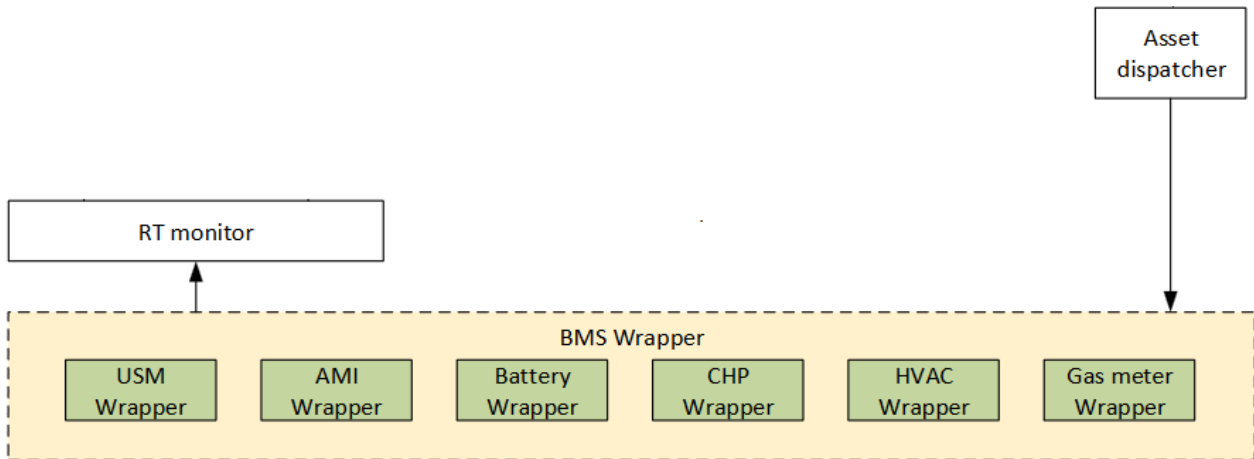 Asset
dispatcher
RT monitor
BMS Wrapper
USM
Wrapper
AMI
Wrapper
Battery
Wrapper
CHP
Wrapper
HVAC
Wrapper
Gas meter
Wrapper